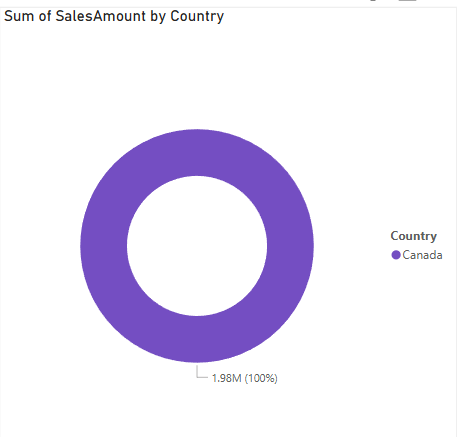 Sum of SalesAmount by Country
Country
Canada
1.98M (100%)